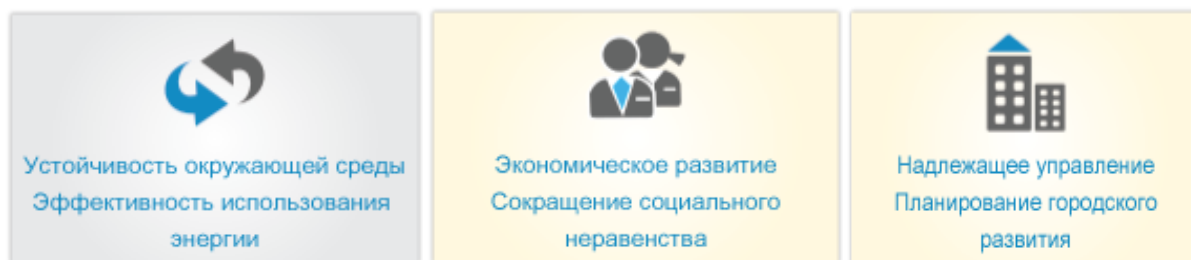 Устойчивость окружающей среды
Эффективность использования
энергии
Экономическое развитие
Сокращение социального
неравенства
Надлежащее управление
Планирование городского
развития